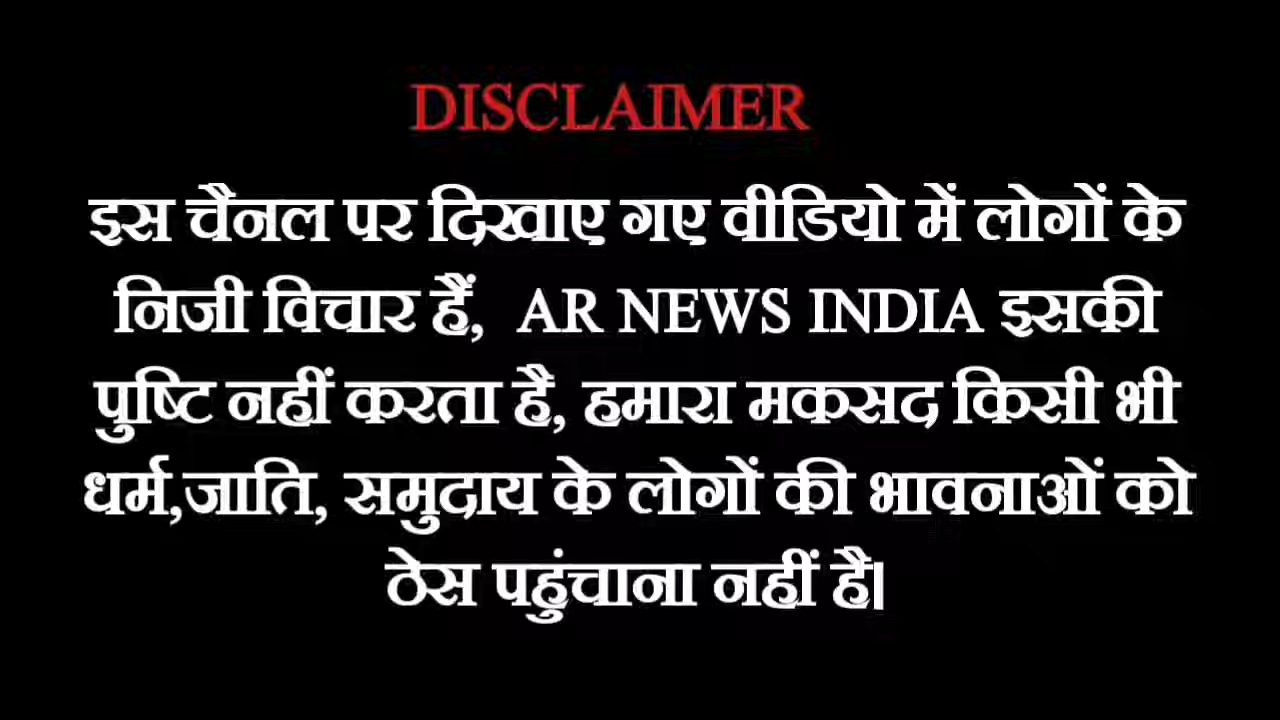 DISCLAIMER
इस चैनल पर दिखाए गए वीडियो में लोगों के
निजी विचार हैं, AR NEWS INDIA इसकी
पुष्टि नहीं करता है, हमारा मकसद किसी भी
धर्म,जाति, समुदाय के लोगों की भावनाओं को
ठेस पहुंचाना नहीं है।